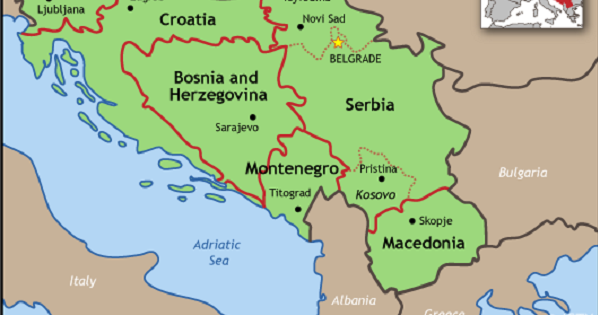 Ljubljana
Croatia
Novi Sad
BELGRADE
Bosnia and
Herzegovina
Serbia
Sarajevo
Montenegro
Pristina
Bulgaria
Titograd
Kosovo
Skopje
Macedonia
Adriatic
Sea
Italy
Albania
Greece